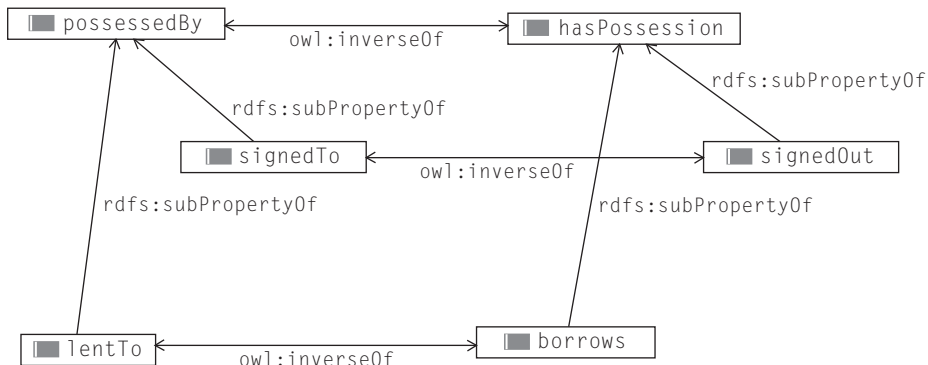 possessedBy
owl:inverseOf
hasPossession
rdfs:subPropertyOf
rdfs:subPropertyOf
signedTo
owl:inverseOf
signedOut
rdfs:subPropertyOf
rdfs:subPropertyOf
lentTo
owl:inverseOf
borrows